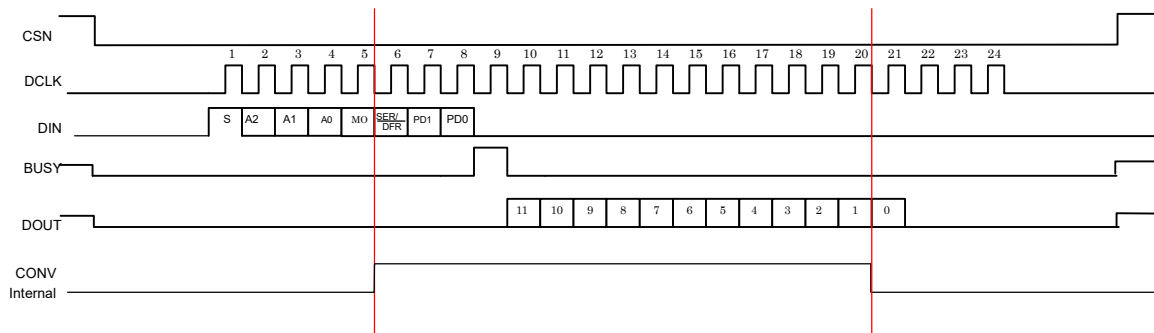 CSN
1 2 3 4 5 6 7 8 9 10 11 12 13 14 15 16 17 18 19 20 21 22 23 24
DCLK
DIN S A2 A1 A0 MO SER/ PD1 PD0
DFR
BUSY
DOUT 11 10 9 8 7 6 5 4 3 2 1 0
CONV
Internal